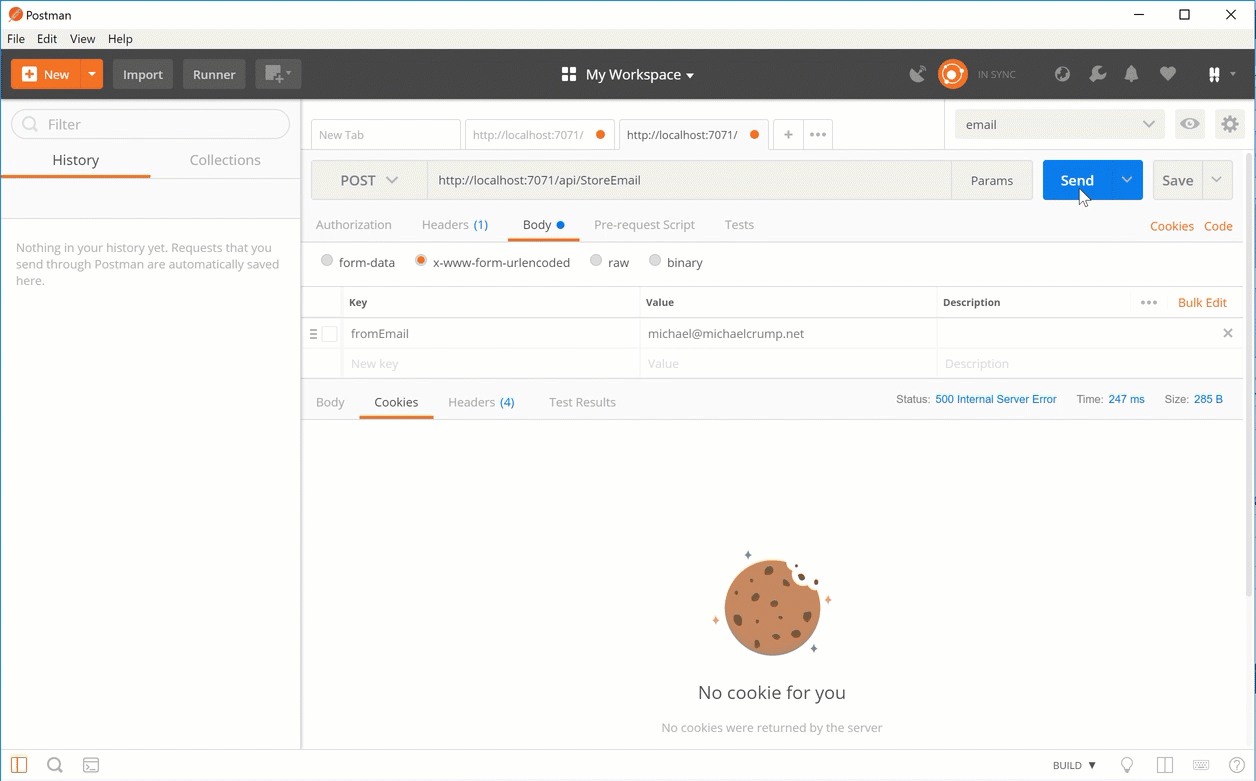 Postman
File Edit View Help
New Import Runner My Workspace IN SYNC
Filter
History Collections
Nothing in your history yet. Requests that you
send through Postman are automatically saved
here.
New Tab http://localhost:7071/ http://localhost:7071/ + ••• email
POST http://localhost:7071/api/StoreEmail Params Send Save
Authorization Headers (1) Body Pre-request Script Tests Cookies Code
form-data x-www-form-urlencoded raw binary
Key Value Description ••• Bulk Edit
fromEmail michael@michaelcrump.net
New key Value Description
Body Cookies Headers (4) Test Results Status: 500 Internal Server Error Time: 247 ms Size: 285 B
No cookie for you
No cookies were returned by the server
BUILD